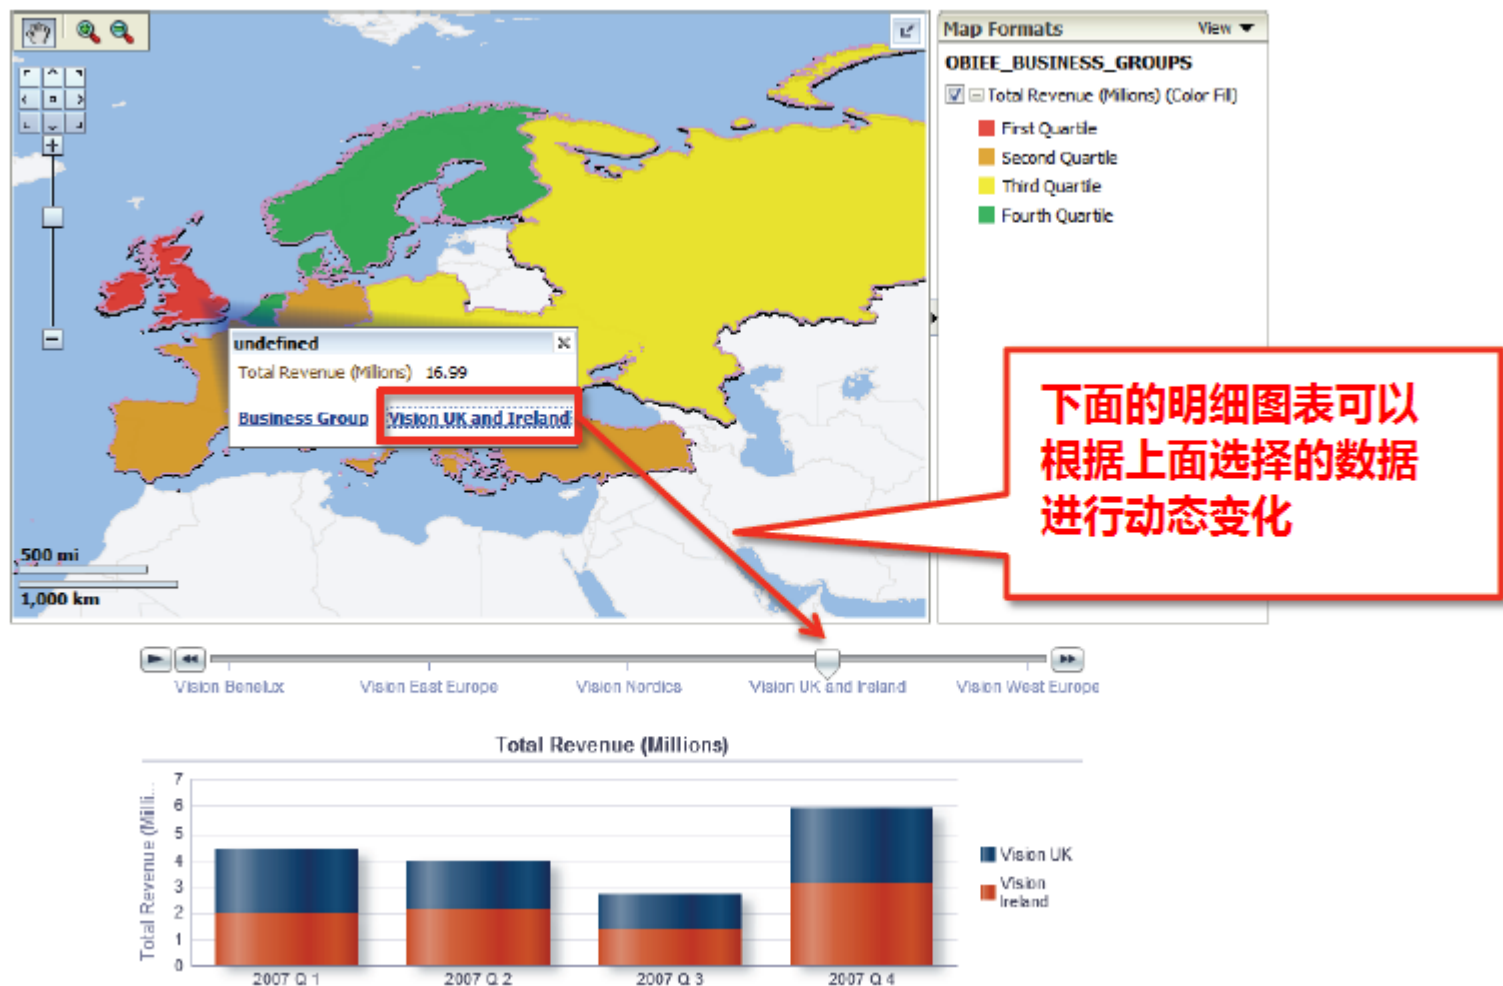 Map Formats
View
OBIEE_BUSINESS_GROUPS
Total Revenue (Millions) (Color Fill)
First Quartile
Second Quartile
Third Quartile
Fourth Quartile
undefined
Total Revenue (Millions) 16.99
Business Group Vision UK and Ireland
下面的明细图表可以
根据上面选择的数据
进行动态变化
500 mi
1,000 km
Vision Benelux Vision East Europe Vision Nordics Vision UK and Ireland Vision West Europe
Total Revenue (Millions)
Total Revenue (Milli...
7
6
5
4
3
2
1
0
2007 Q 1 2007 Q 2 2007 Q 3 2007 Q 4
Vision UK
Vision
Ireland